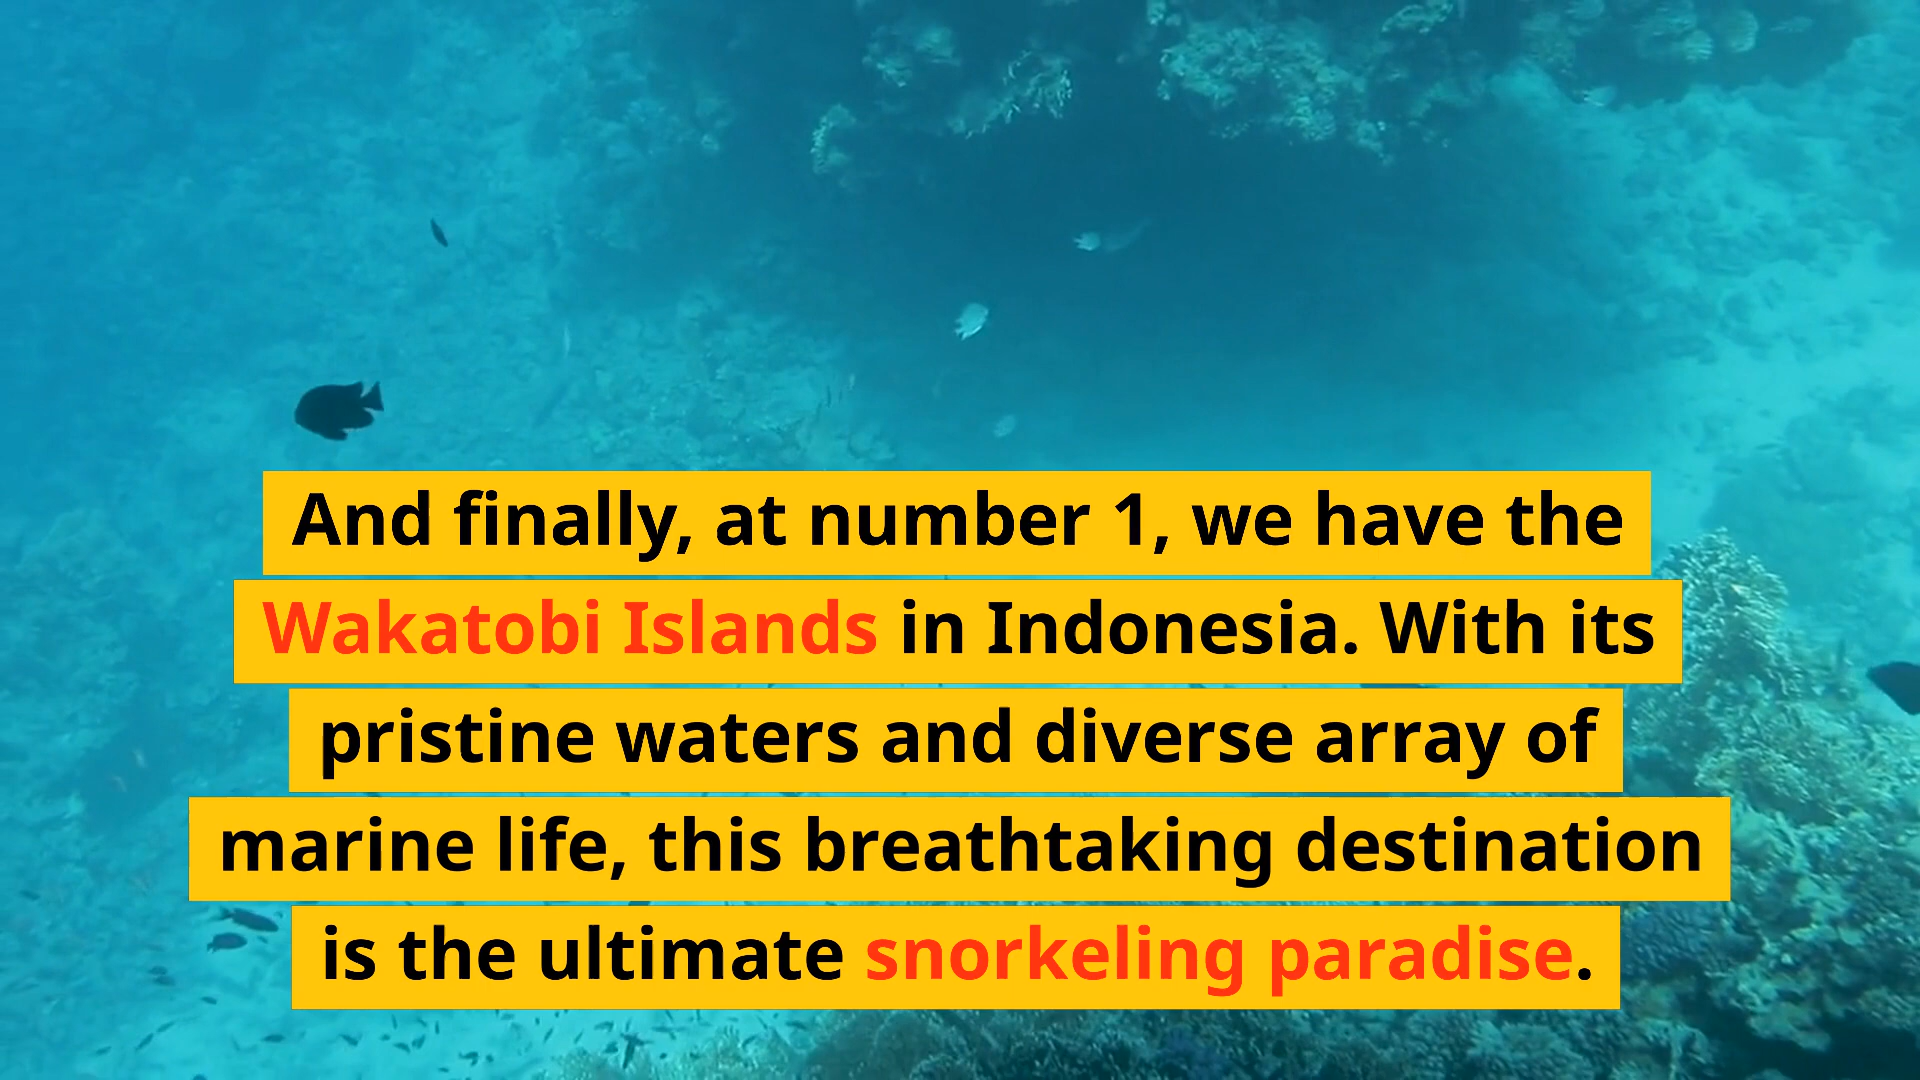 And finally, at number 1, we have the
Wakatobi Islands in Indonesia. With its
pristine waters and diverse array of
marine life, this breathtaking destination
is the ultimate snorkeling paradise.